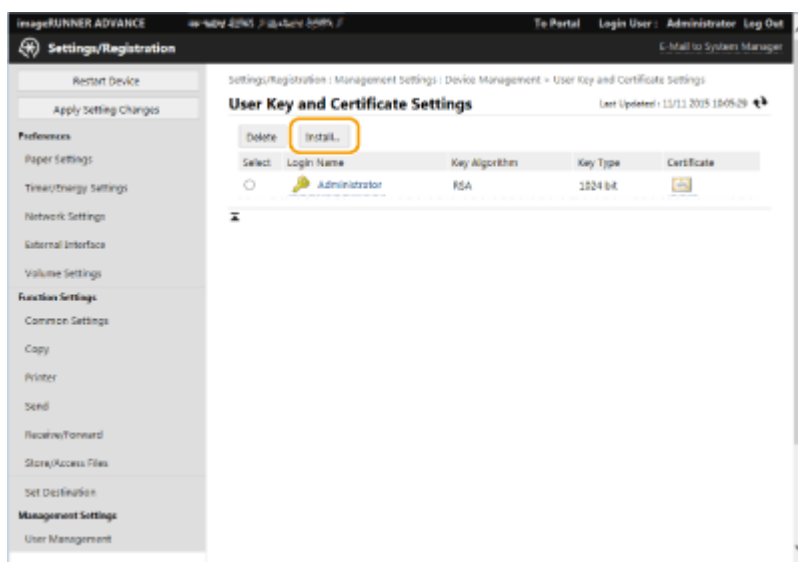 imageRUNNER ADVANCE
To Portal Login User : Administrator Log Out
Settings/Registration
E-Mail to System Manager
Restart Device
Apply Setting Changes
Preferences
Paper Settings
Timer/Energy Settings
Network Settings
External Interface
Volume Settings
Function Settings
Common Settings
Copy
Printer
Send
Receive/Forward
Store/Access Files
Set Destination
Management Settings
User Management
Settings/Registration : Management Settings : Device Management > User Key and Certificate Settings
User Key and Certificate Settings
Last Updated : 11/11 2015 18:05:29
Delete Install...
Select Login Name Key Algorithm Key Type Certificate
Administrator RSA 1024 bit